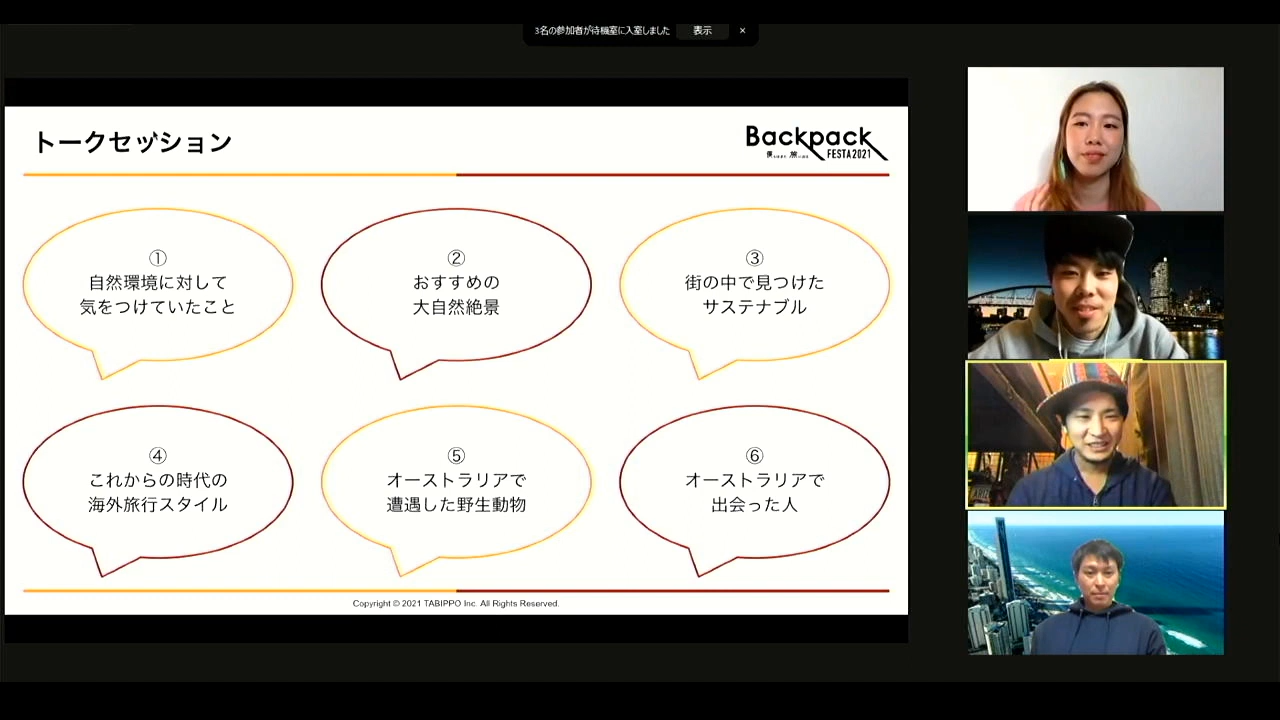 3名の参加者が待機室に入室しました 表示 ×
トークセッション
Backpack
FESTA2021
①
自然環境に対して
気をつけていたこと
②
おすすめの
大自然絶景
③
街の中で見つけた
サステナブル
④
これからの時代の
海外旅行スタイル
⑤
オーストラリアで
遭遇した野生動物
⑥
オーストラリアで
出会った人
Copyright © 2021 TABIPPO Inc. All Rights Reserved.